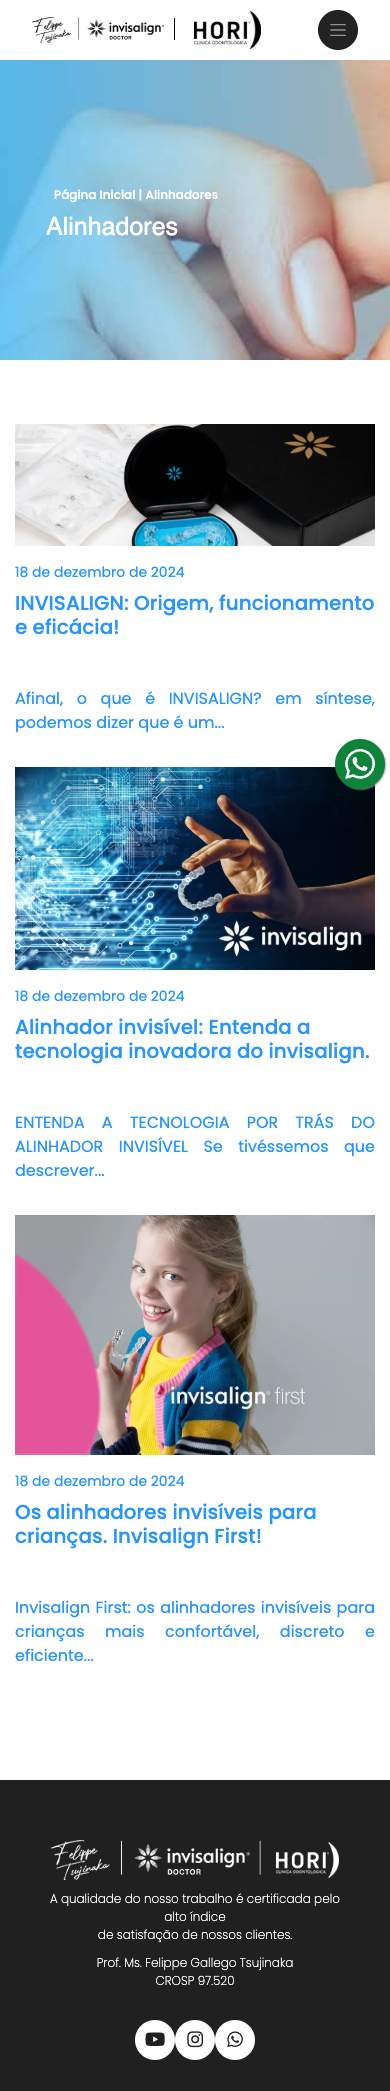 Felippe Tsujinaka
invisalign
DOCTOR
HORI
CLÍNICA ODONTOLÓGICA
Página Inicial | Alinhadores
Alinhadores
18 de dezembro de 2024
INVISALIGN: Origem, funcionamento
e eficácia!
Afinal, o que é INVISALIGN? em síntese,
podemos dizer que é um...
invisalign
18 de dezembro de 2024
Alinhador invisível: Entenda a
tecnologia inovadora do invisalign.
ENTENDA A TECNOLOGIA POR TRÁS DO
ALINHADOR INVISÍVEL Se tivéssemos que
descrever...
invisalign first
18 de dezembro de 2024
Os alinhadores invisíveis para
crianças. Invisalign First!
Invisalign First: os alinhadores invisíveis para
crianças mais confortável, discreto e
eficiente...
Felippe Tsujinaka
invisalign
DOCTOR
HORI
CLÍNICA ODONTOLÓGICA
A qualidade do nosso trabalho é certificada pelo
alto índice
de satisfação de nossos clientes.
Prof. Ms. Felippe Gallego Tsujinaka
CROSP 97.520